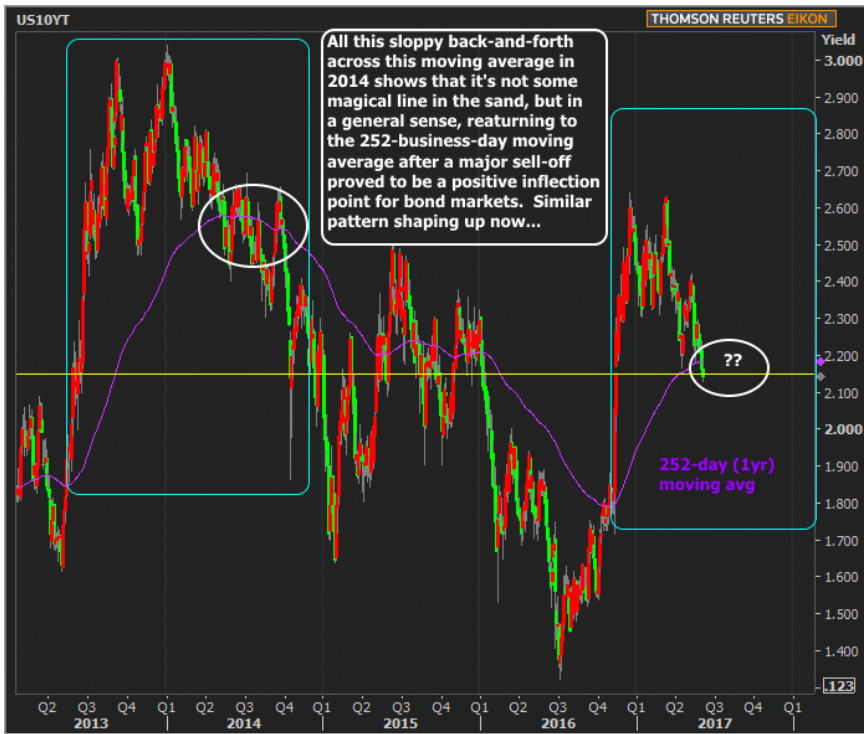 US10YT
THOMSON REUTERS EIKON
All this sloppy back-and-forth
across this moving average in
2014 shows that it's not some
magical line in the sand, but in
a general sense, reaturning to
the 252-business-day moving
average after a major sell-off
proved to be a positive inflection
point for bond markets.  Similar
pattern shaping up now...
Yield
3.000
2.900
2.800
2.700
2.600
2.500
2.400
2.300
2.200
2.100
2.000
1.900
1.800
1.700
1.600
1.500
1.400
.123
??
252-day (1yr)
moving avg
Q2 Q3 Q4 Q1 Q2 Q3 Q4 Q1 Q2 Q3 Q4 Q1 Q2 Q3 Q4 Q1 Q2 Q3 Q4 Q1
2013 2014 2015 2016 2017